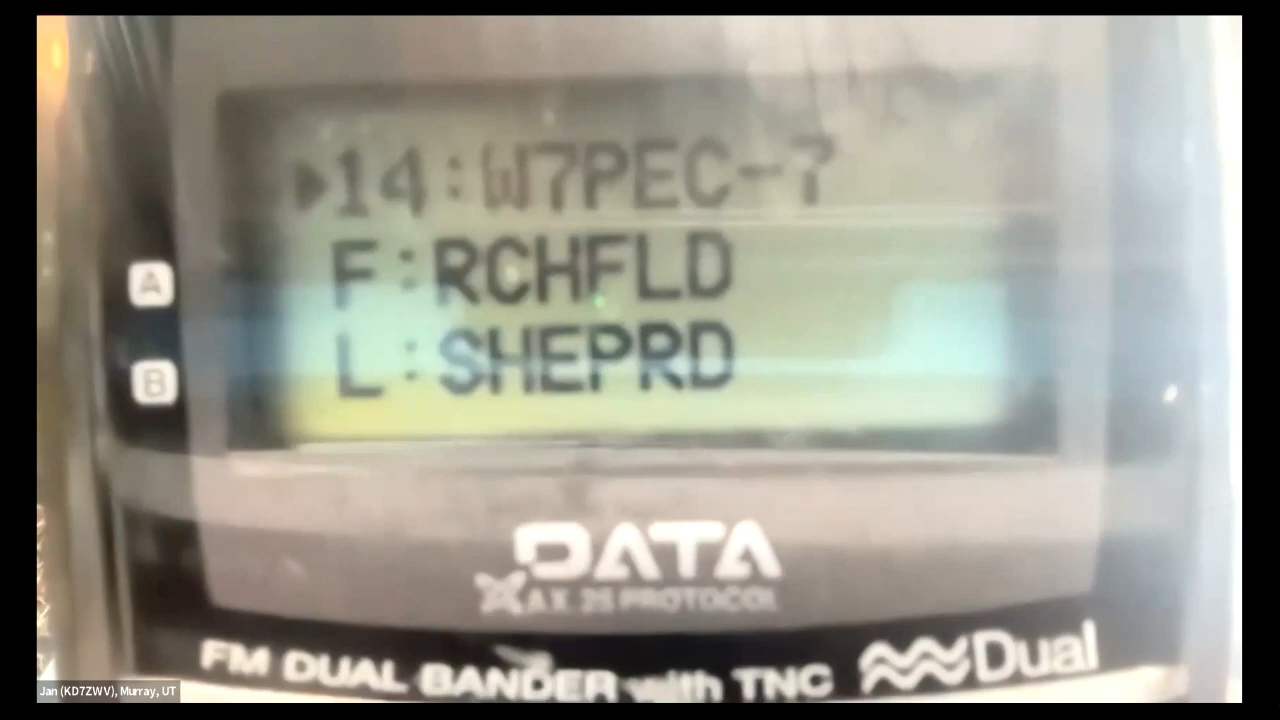 ▶14:W7PEC-7
F:RCHFLD
A
L:SHEPRD
B
DATA
AX.25 PROTOCOL
FM DUAL BANDER with TNC Dual
Jan (KD7ZWV), Murray, UT